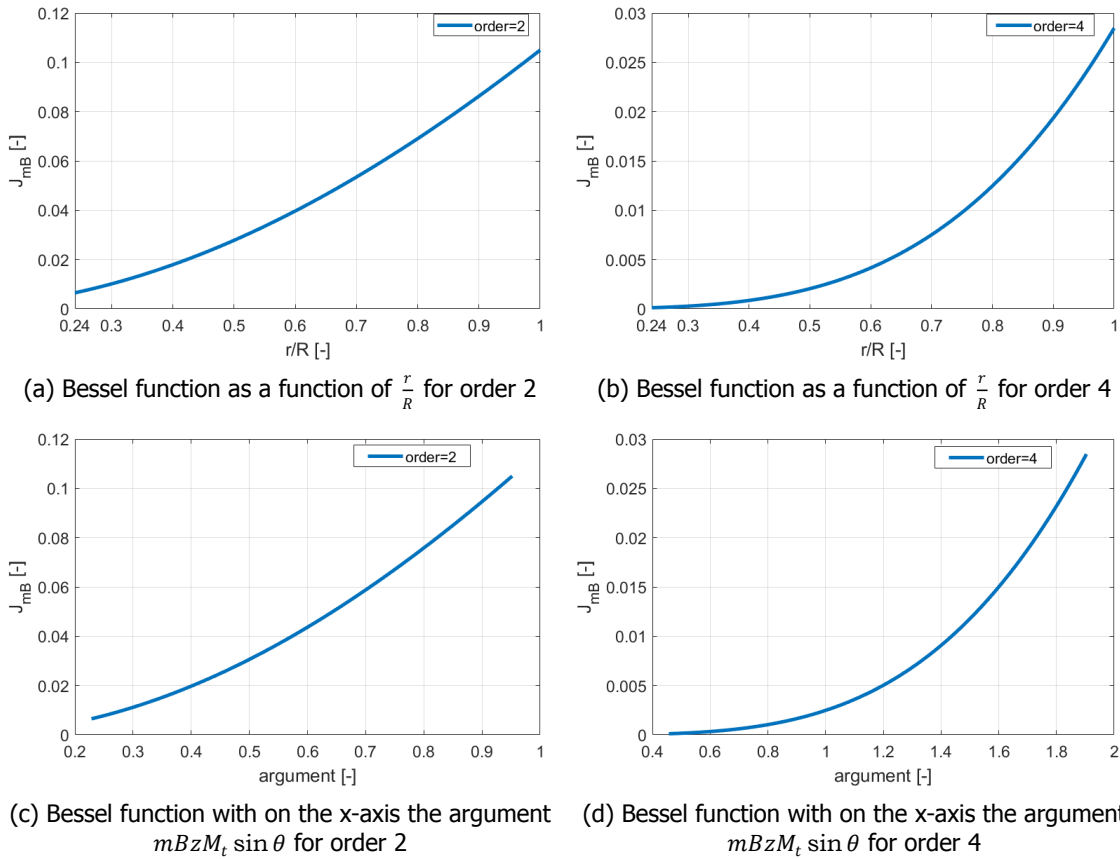 order=2
0.12
0.1
0.08
0.06
0.04
0.02
0
J_mB [-]
0.24 0.3 0.4 0.5 0.6 0.7 0.8 0.9 1
r/R [-]
(a) Bessel function as a function of r/R for order 2
order=4
0.03
0.025
0.02
0.015
0.01
0.005
0
J_mB [-]
0.24 0.3 0.4 0.5 0.6 0.7 0.8 0.9 1
r/R [-]
(b) Bessel function as a function of r/R for order 4
order=2
0.12
0.1
0.08
0.06
0.04
0.02
0
J_mB [-]
0.2 0.3 0.4 0.5 0.6 0.7 0.8 0.9 1
argument [-]
(c) Bessel function with on the x-axis the argument
mBzM_t sin θ for order 2
order=4
0.03
0.025
0.02
0.015
0.01
0.005
0
J_mB [-]
0.4 0.6 0.8 1 1.2 1.4 1.6 1.8 2
argument [-]
(d) Bessel function with on the x-axis the argument
mBzM_t sin θ for order 4